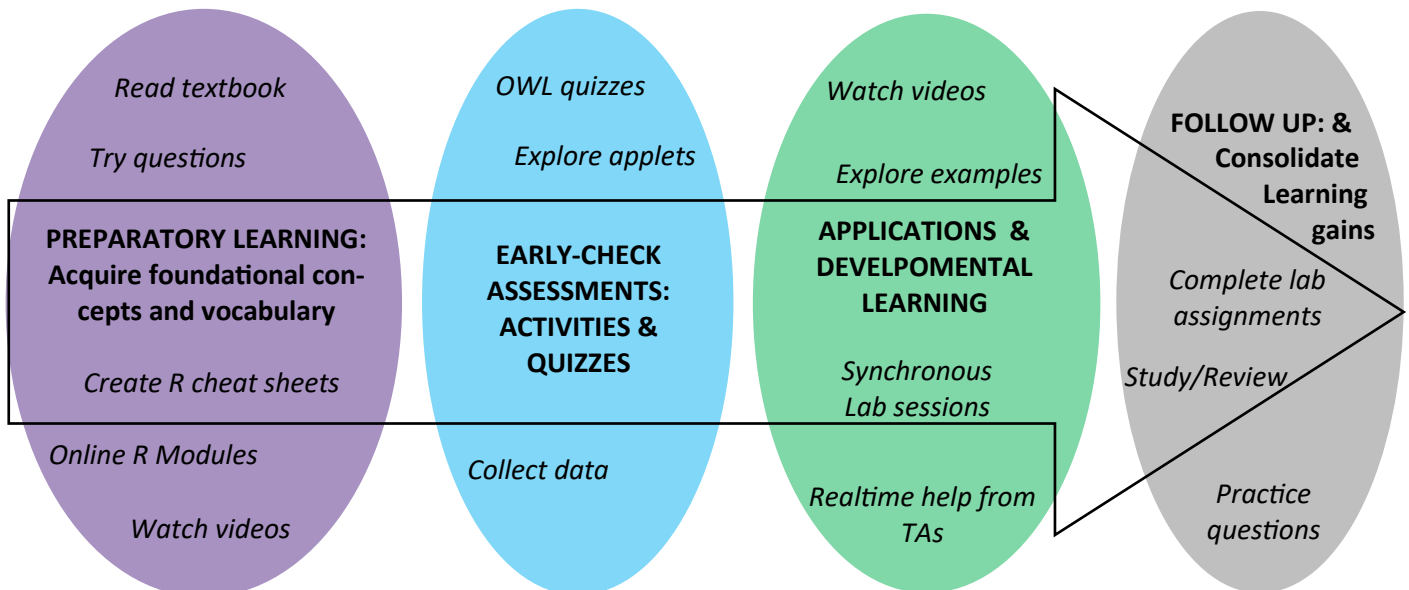 Read textbook
Try questions
PREPARATORY LEARNING:
Acquire foundational con-
cepts and vocabulary
Create R cheat sheets
Online R Modules
Watch videos
OWL quizzes
Explore applets
EARLY-CHECK
ASSESSMENTS:
ACTIVITIES &
QUIZZES
Collect data
Watch videos
Explore examples
APPLICATIONS &
DEVELPOMENTAL
LEARNING
Synchronous
Lab sessions
Realtime help from
TAs
FOLLOW UP: &
Consolidate
Learning
gains
Complete lab
assignments
Study/Review
Practice
questions